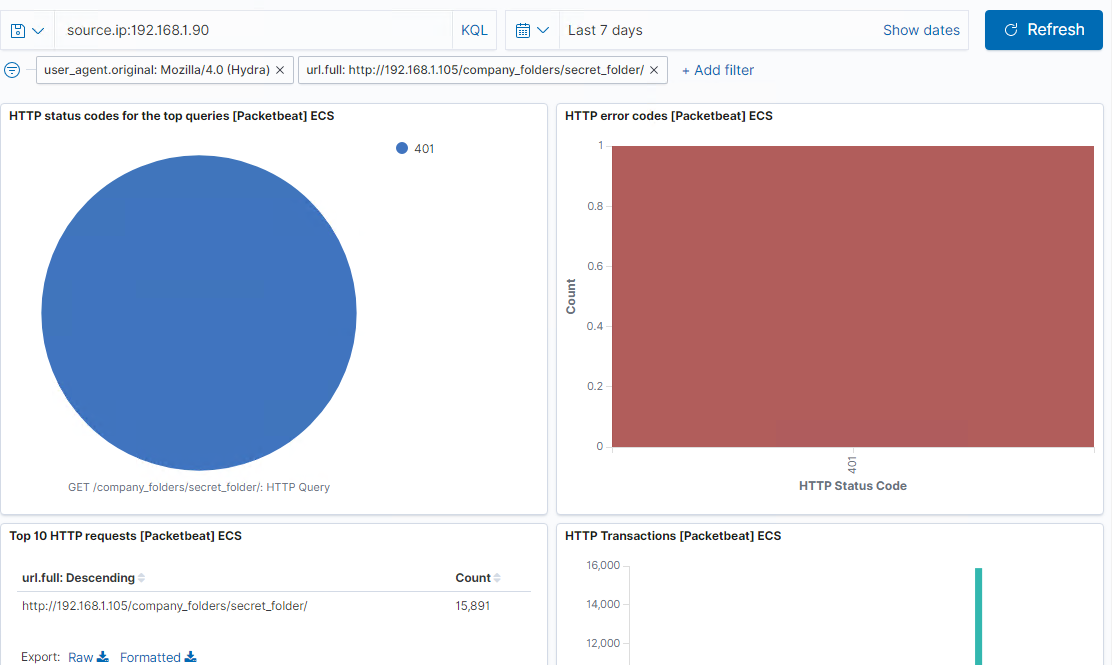 source.ip:192.168.1.90 KQL Last 7 days Show dates Refresh
user_agent.original: Mozilla/4.0 (Hydra) × url.full: http://192.168.1.105/company_folders/secret_folder/ × + Add filter
HTTP status codes for the top queries [Packetbeat] ECS
401
GET /company_folders/secret_folder/: HTTP Query
HTTP error codes [Packetbeat] ECS
1
0.8
0.6
0.4
0.2
0
Count
401
HTTP Status Code
Top 10 HTTP requests [Packetbeat] ECS
url.full: Descending Count
http://192.168.1.105/company_folders/secret_folder/ 15,891
Export: Raw Formatted
HTTP Transactions [Packetbeat] ECS
16,000
14,000
12,000